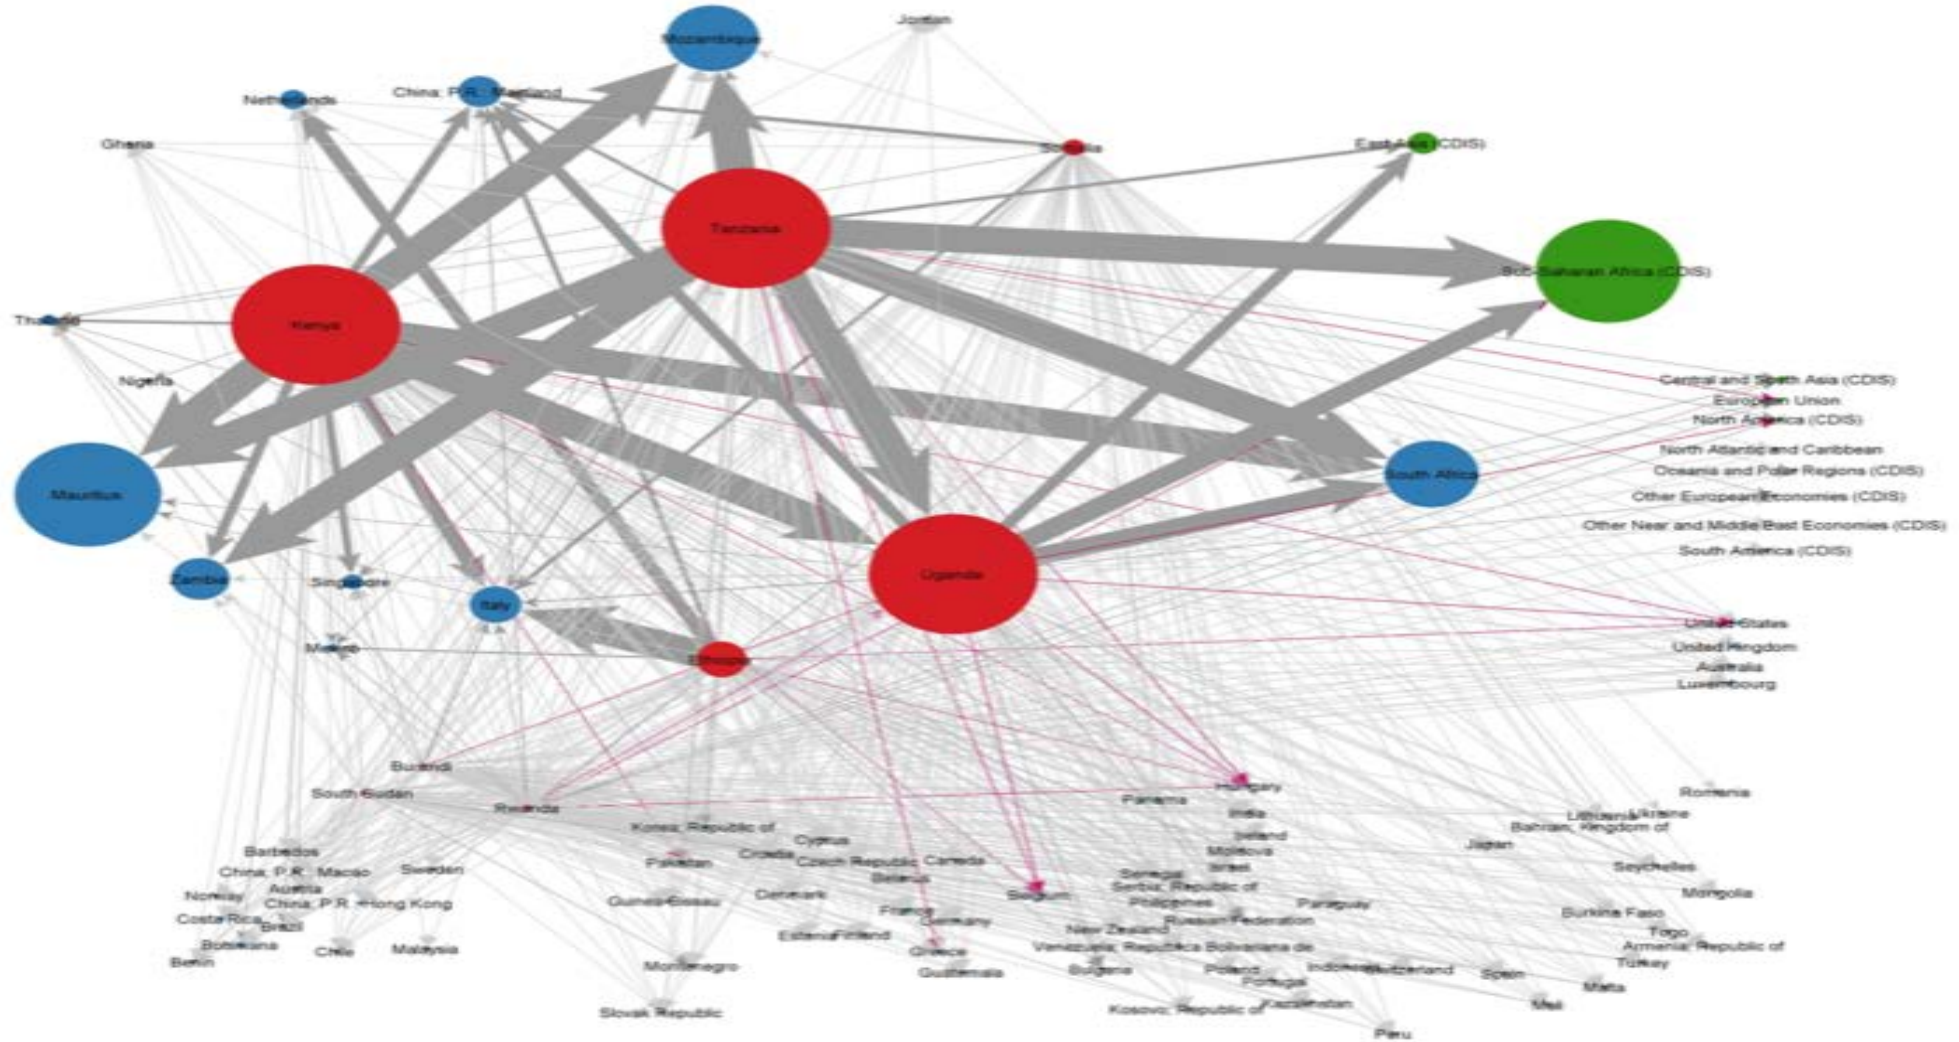 Jordan
Mozambique
Netherlands
China: P.R.: Mainland
Ghana
Somalia
East Asia (CDIS)
Tanzania
Sub-Saharan Africa (CDIS)
Thailand
Kenya
Nigeria
Central and South Asia (CDIS)
European Union
North America (CDIS)
North Atlantic and Caribbean
Oceania and Polar Regions (CDIS)
South Africa
Mauritius
Other European Economies (CDIS)
Other Near and Middle East Economies (CDIS)
South America (CDIS)
Zambia
Singapore
Uganda
Italy
United States
Mexico
Ethiopia
United Kingdom
Australia
Luxembourg
Burundi
South Sudan
Rwanda
Hungary
Panama
Romania
India
Lithuania
Ukraine
Korea; Republic of
Bahrain; Kingdom of
Cyprus
Ireland
Japan
Barbados
Croatia
Moldova
Pakistan
Czech Republic
Canada
Israel
Seychelles
China; P.R.: Macao
Sweden
Belarus
Senegal
Austria
Serbia; Republic of
Norway
Denmark
Belgium
Mongolia
China; P.R.: Hong Kong
Guinea-Bissau
Philippines
Paraguay
France
Burkina Faso
Costa Rica
Germany
Russian Federation
Brazil
New Zealand
Togo
Estonia
Finland
Botswana
Venezuela; Republica Bolivariana de
Armenia; Republic of
Chile
Malaysia
Greece
Benin
Turkey
Montenegro
Guatemala
Bulgaria
Poland
Indonesia
Switzerland
Spain
Portugal
Malta
Slovak Republic
Kosovo; Republic of
Kazakhstan
Mali
Peru